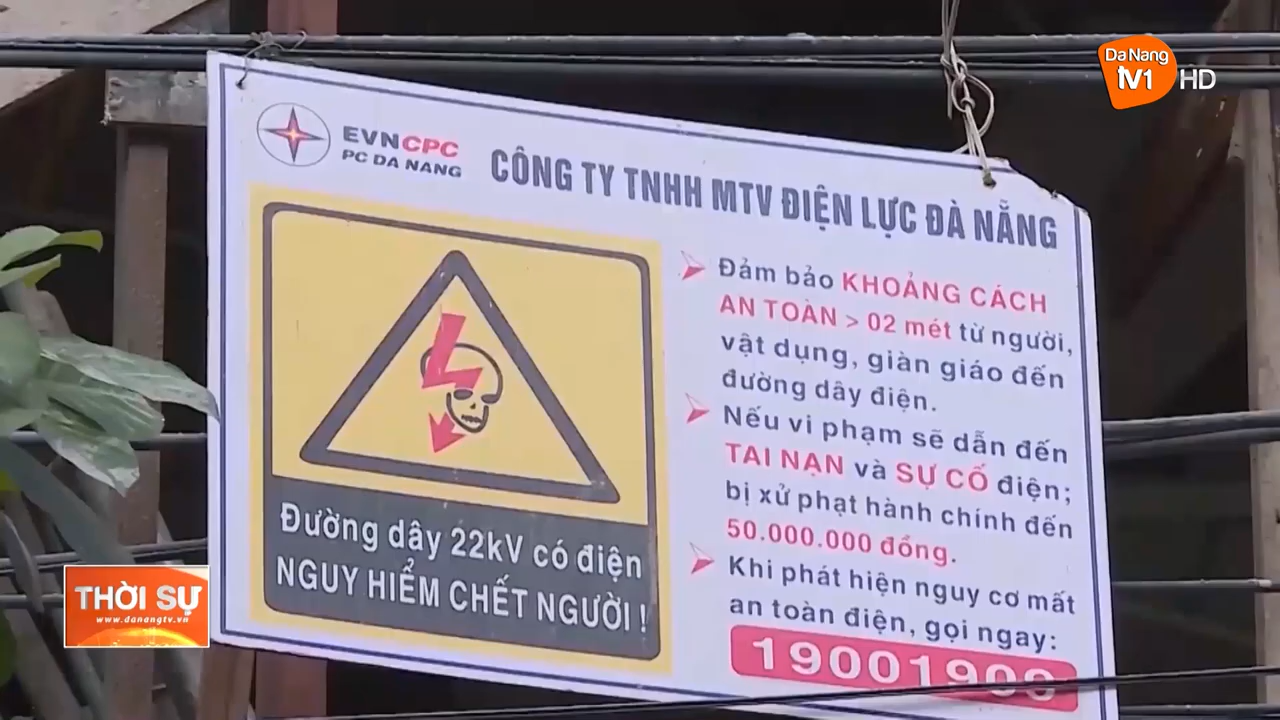 Da Nang
TV1 HD
EVNCPC
PC DA NANG
CÔNG TY TNHH MTV ĐIỆN LỰC ĐÀ NẴNG
Đường dây 22kV có điện
NGUY HIỂM CHẾT NGƯỜI !
Đảm bảo KHOẢNG CÁCH
AN TOÀN > 02 mét từ người,
vật dụng, giàn giáo đến
đường dây điện.
Nếu vi phạm sẽ dẫn đến
TAI NẠN và SỰ CỐ điện;
bị xử phạt hành chính đến
50.000.000 đồng.
Khi phát hiện nguy cơ mất
an toàn điện, gọi ngay:
19001909
THỜI SỰ
www.danangtv.vn